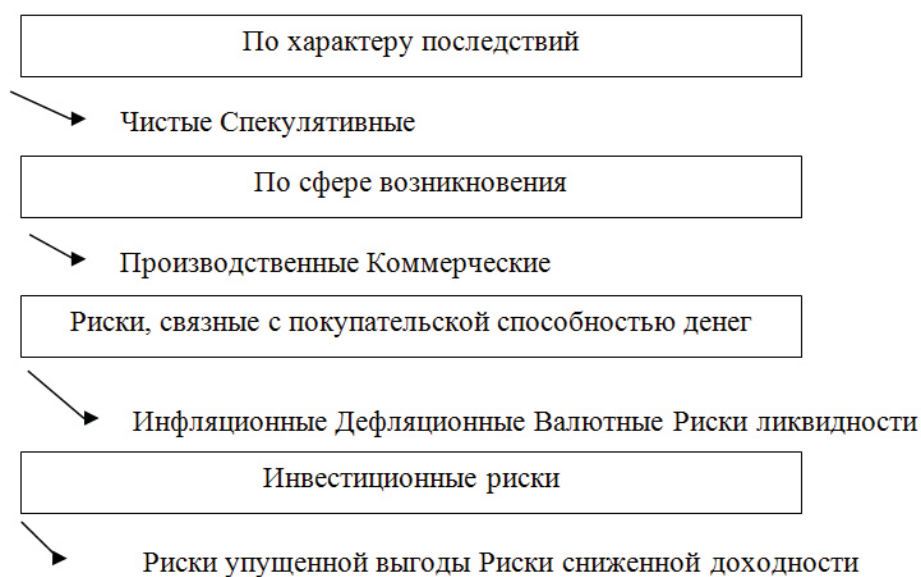 По характеру последствий
Чистые Спекулятивные
По сфере возникновения
Производственные Коммерческие
Риски, связные с покупательской способностью денег
Инфляционные Дефляционные Валютные Риски ликвидности
Инвестиционные риски
Риски упущенной выгоды Риски сниженной доходности